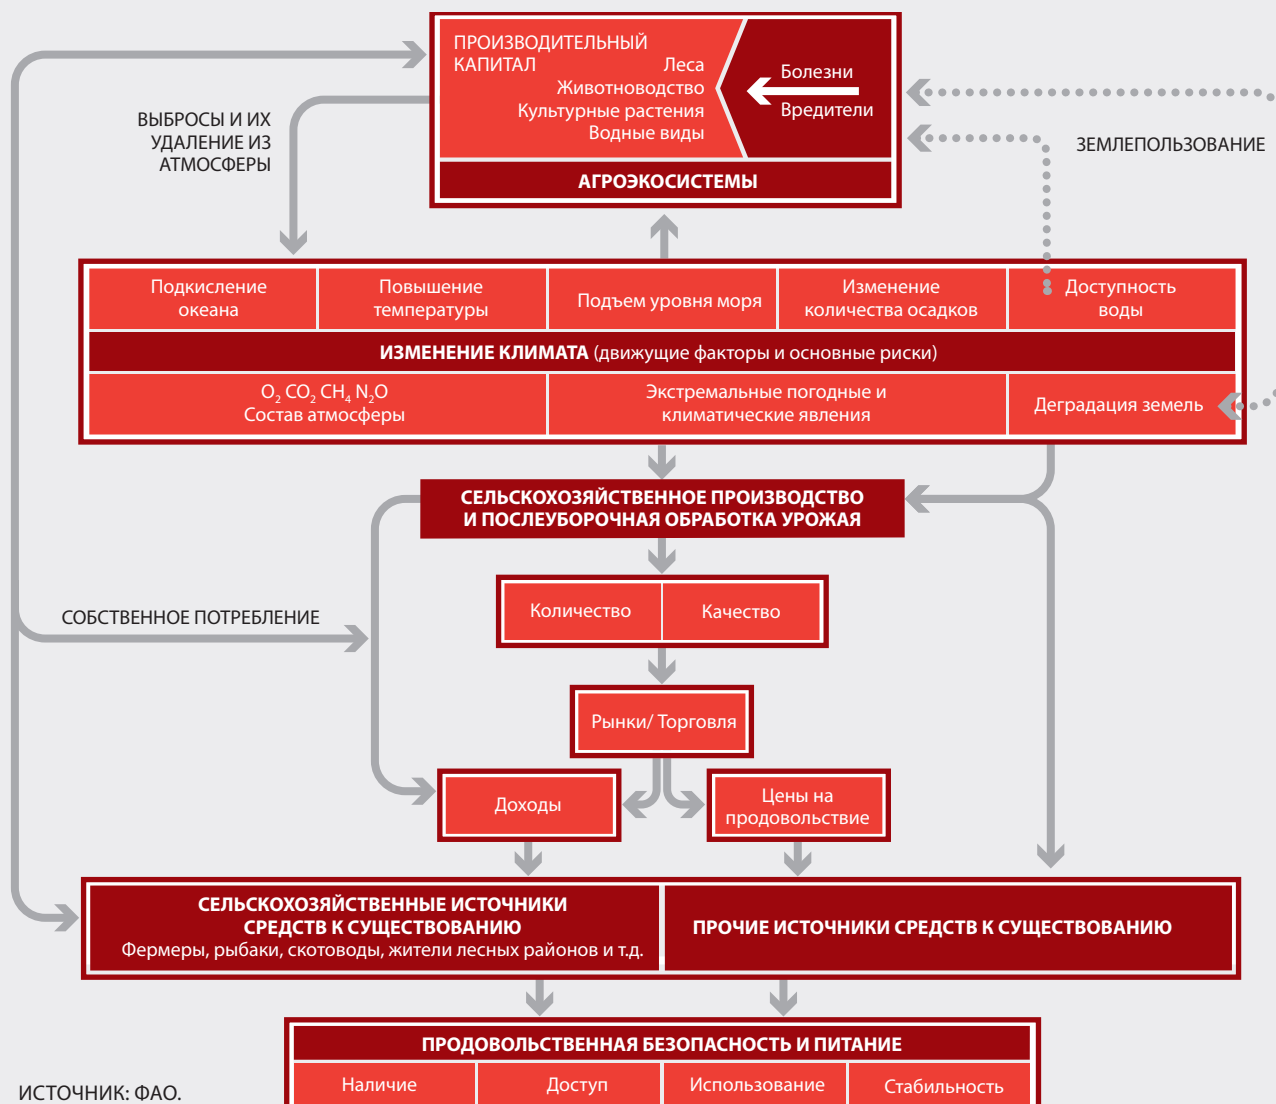 ПРОИЗВОДИТЕЛЬНЫЙ
КАПИТАЛ
Леса
Животноводство
Культурные растения
Водные виды
Болезни
Вредители
АГРОЭКОСИСТЕМЫ
ВЫБРОСЫ И ИХ
УДАЛЕНИЕ ИЗ
АТМОСФЕРЫ
ЗЕМЛЕПОЛЬЗОВАНИЕ
Подкисление
океана
Повышение
температуры
Подъем уровня моря
Изменение
количества осадков
Доступность
воды
ИЗМЕНЕНИЕ КЛИМАТА (движущие факторы и основные риски)
O₂ CO₂ CH₄ N₂O
Состав атмосферы
Экстремальные погодные и
климатические явления
Деградация земель
СЕЛЬСКОХОЗЯЙСТВЕННОЕ ПРОИЗВОДСТВО
И ПОСЛЕУБОРОЧНАЯ ОБРАБОТКА УРОЖАЯ
Количество
Качество
СОБСТВЕННОЕ ПОТРЕБЛЕНИЕ
Рынки/ Торговля
Доходы
Цены на
продовольствие
СЕЛЬСКОХОЗЯЙСТВЕННЫЕ ИСТОЧНИКИ
СРЕДСТВ К СУЩЕСТВОВАНИЮ
Фермеры, рыбаки, скотоводы, жители лесных районов и т.д.
ПРОЧИЕ ИСТОЧНИКИ СРЕДСТВ К СУЩЕСТВОВАНИЮ
ПРОДОВОЛЬСТВЕННАЯ БЕЗОПАСНОСТЬ И ПИТАНИЕ
Наличие
Доступ
Использование
Стабильность
ИСТОЧНИК: ФАО.